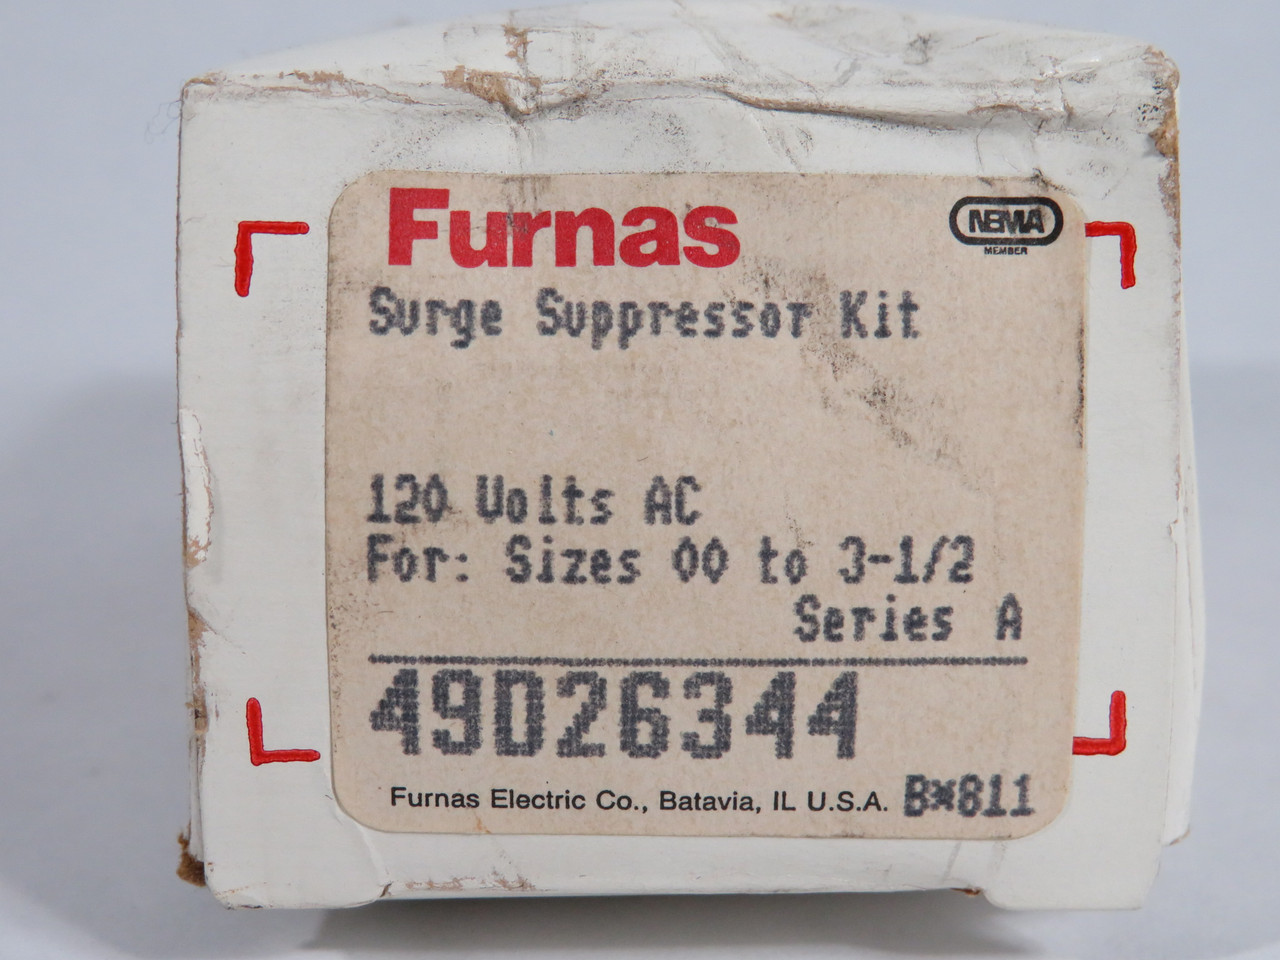 Furnas
NEMA
MEMBER
Surge Suppressor Kit
120 Volts AC
For: Sizes 00 to 3-1/2
Series A
49D26344
Furnas Electric Co., Batavia, IL U.S.A. B*811